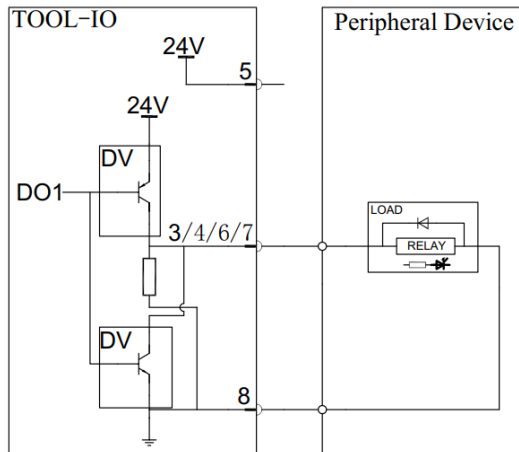 TOOL-IO
Peripheral Device
24V
5
24V
DV
DO1
3/4/6/7
LOAD
RELAY
DV
8